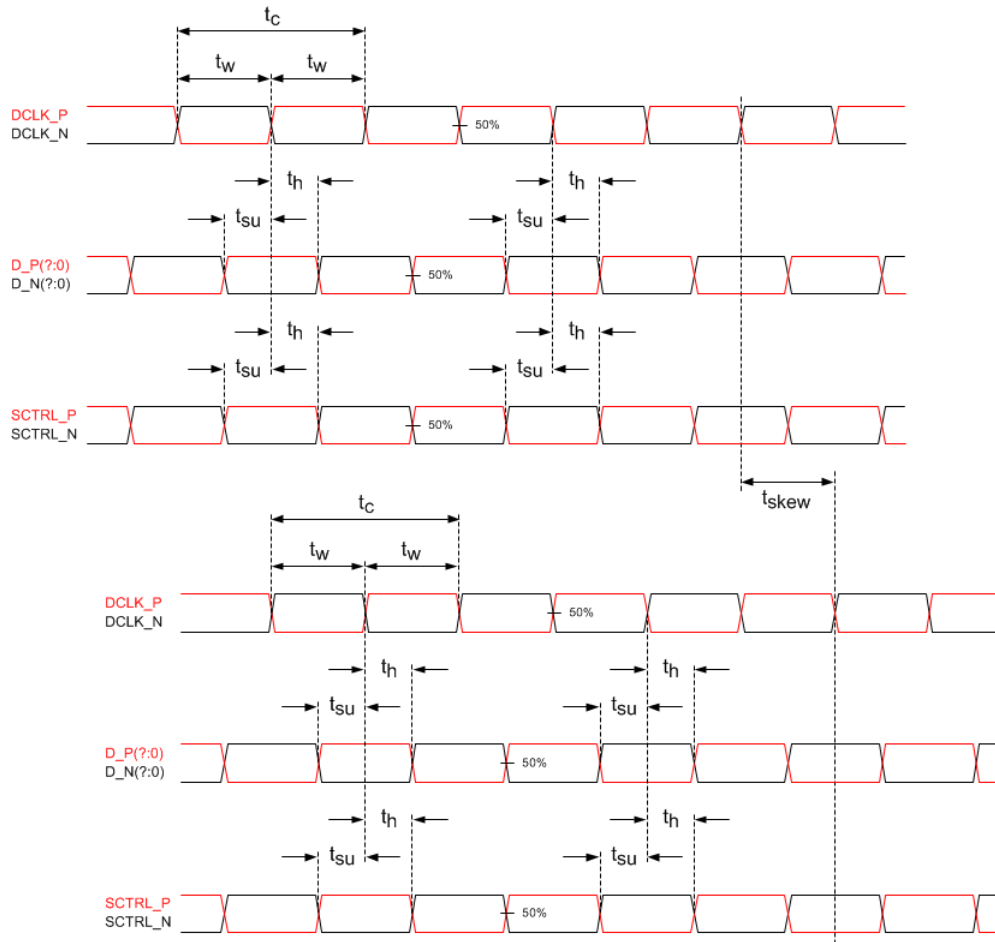 tc
tw tw
DCLK_P
DCLK_N
50%
th th
tsu tsu
D_P(?:0)
D_N(?:0)
50%
th th
tsu tsu
SCTRL_P
SCTRL_N
50%
tskew
tc
tw tw
DCLK_P
DCLK_N
50%
th th
tsu tsu
D_P(?:0)
D_N(?:0)
50%
th th
tsu tsu
SCTRL_P
SCTRL_N
50%